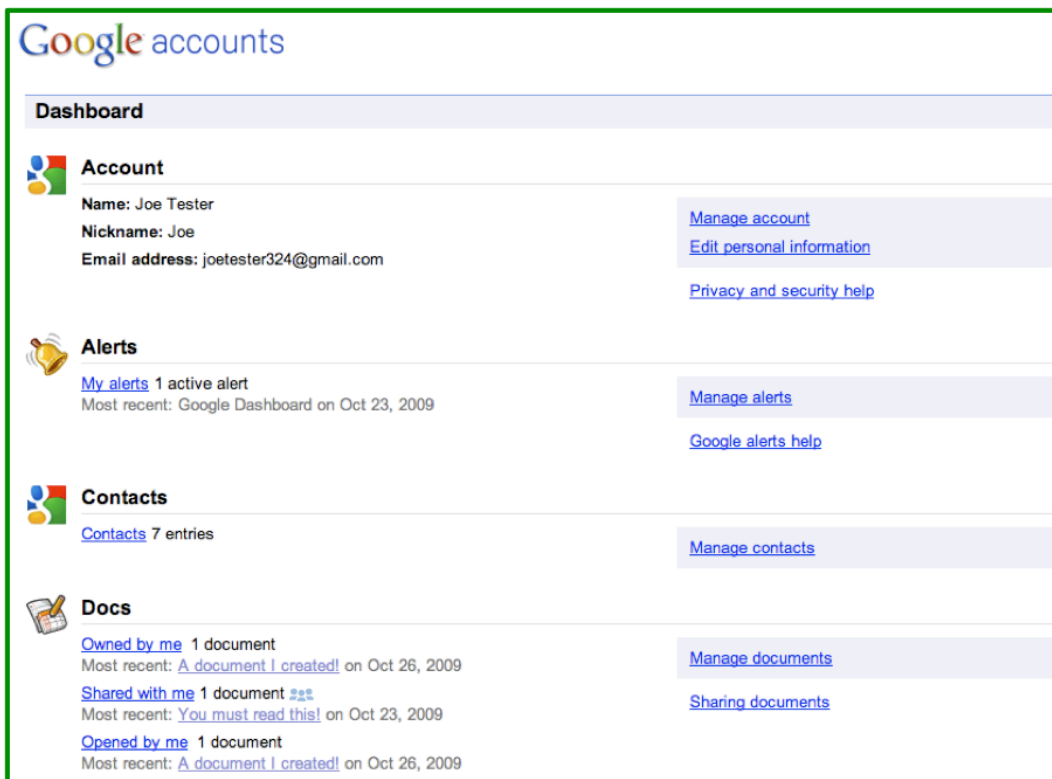 Google accounts
Dashboard
Account
Name: Joe Tester
Nickname: Joe
Email address: joetester324@gmail.com
Manage account
Edit personal information
Privacy and security help
Alerts
My alerts 1 active alert
Most recent: Google Dashboard on Oct 23, 2009
Manage alerts
Google alerts help
Contacts
Contacts 7 entries
Manage contacts
Docs
Owned by me 1 document
Most recent: A document I created! on Oct 26, 2009
Shared with me 1 document
Most recent: You must read this! on Oct 23, 2009
Opened by me 1 document
Most recent: A document I created! on Oct 26, 2009
Manage documents
Sharing documents